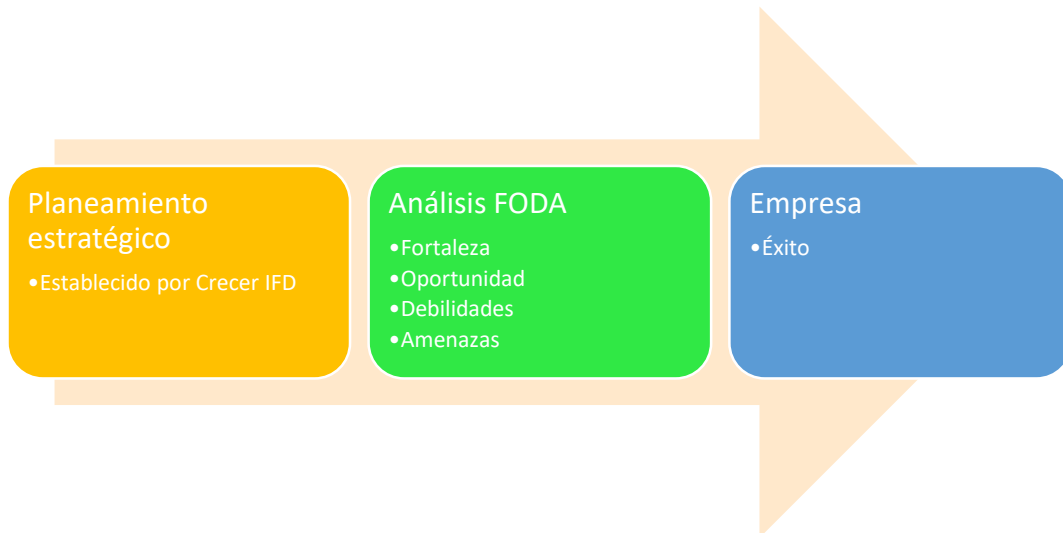 Planeamiento
estratégico
•Establecido por Crecer IFD
Análisis FODA
•Fortaleza
•Oportunidad
•Debilidades
•Amenazas
Empresa
•Éxito